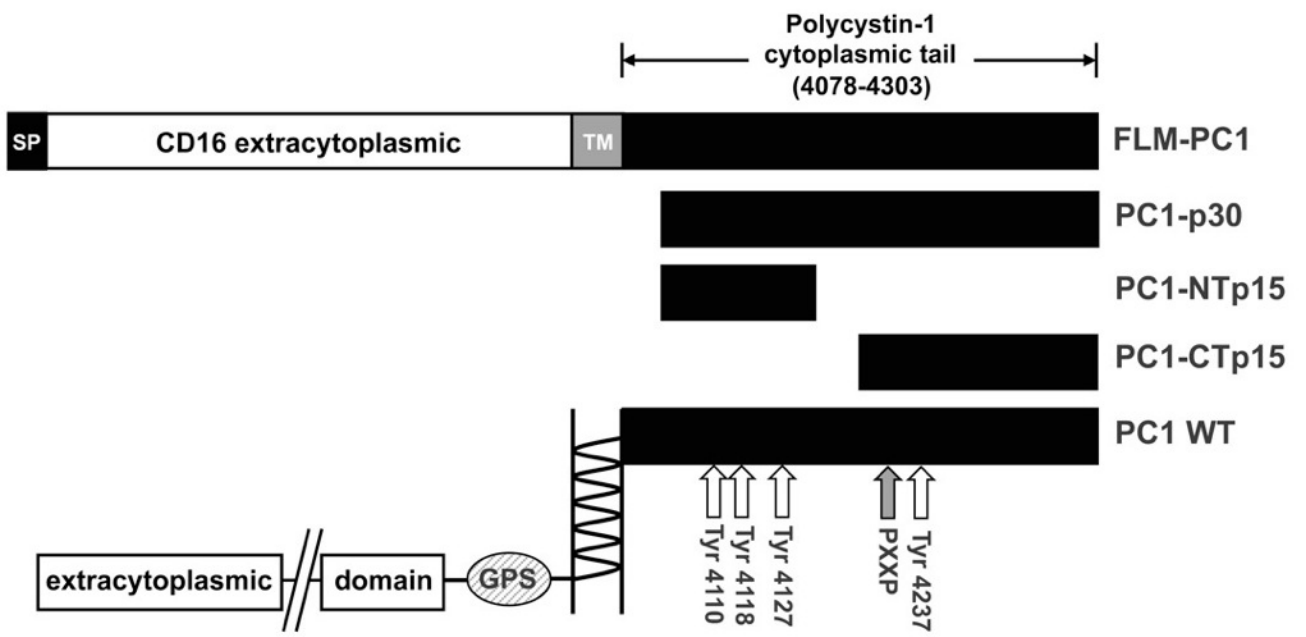 Polycystin-1
cytoplasmic tail
(4078-4303)
SP
CD16 extracytoplasmic
TM
FLM-PC1
PC1-p30
PC1-NTp15
PC1-CTp15
PC1 WT
Tyr 4110
Tyr 4118
Tyr 4127
PXXP
Tyr 4237
extracytoplasmic
domain
GPS